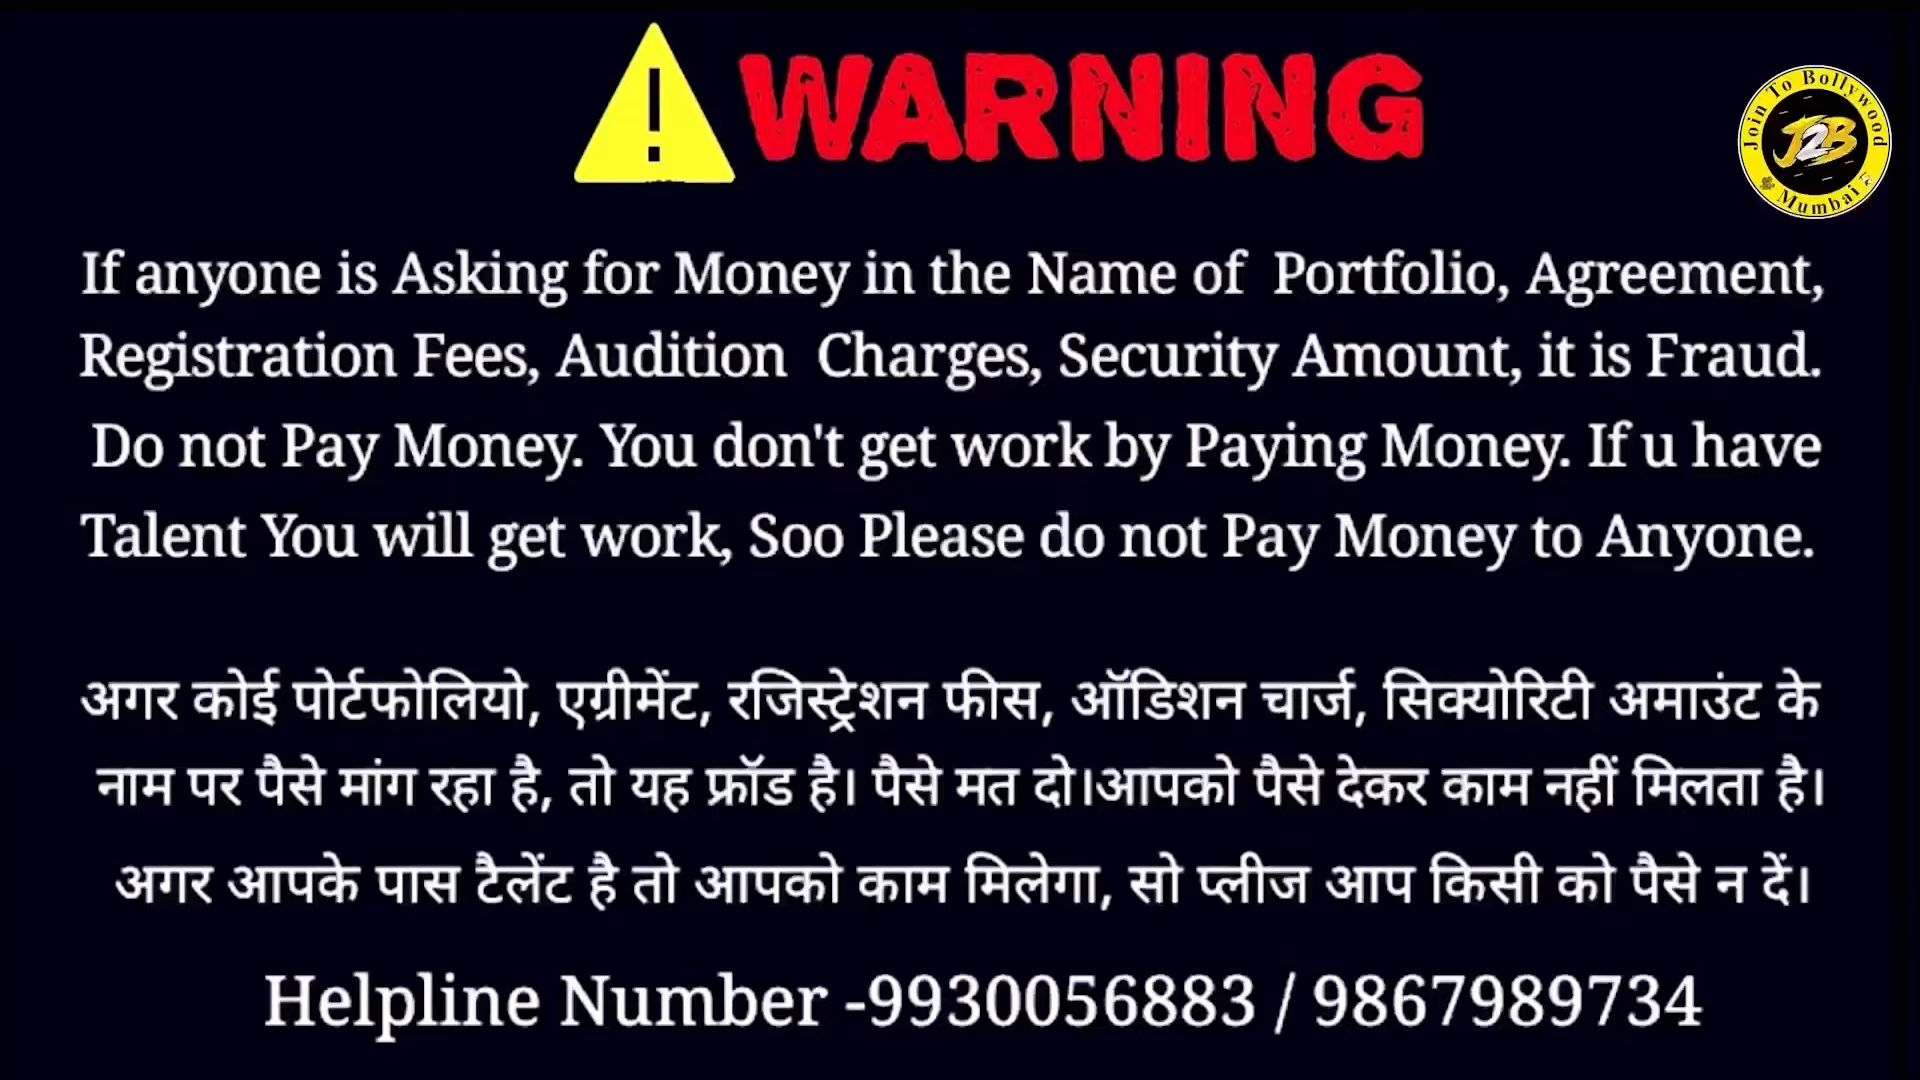 WARNING
Join To Bollywood
J2B
Mumbai
If anyone is Asking for Money in the Name of Portfolio, Agreement,
Registration Fees, Audition Charges, Security Amount, it is Fraud.
Do not Pay Money. You don't get work by Paying Money. If u have
Talent You will get work, Soo Please do not Pay Money to Anyone.
अगर कोई पोर्टफोलियो, एग्रीमेंट, रजिस्ट्रेशन फीस, ऑडिशन चार्ज, सिक्योरिटी अमाउंट के
नाम पर पैसे मांग रहा है, तो यह फ्रॉड है। पैसे मत दो।आपको पैसे देकर काम नहीं मिलता है।
अगर आपके पास टैलेंट है तो आपको काम मिलेगा, सो प्लीज आप किसी को पैसे न दें।
Helpline Number -9930056883 / 9867989734